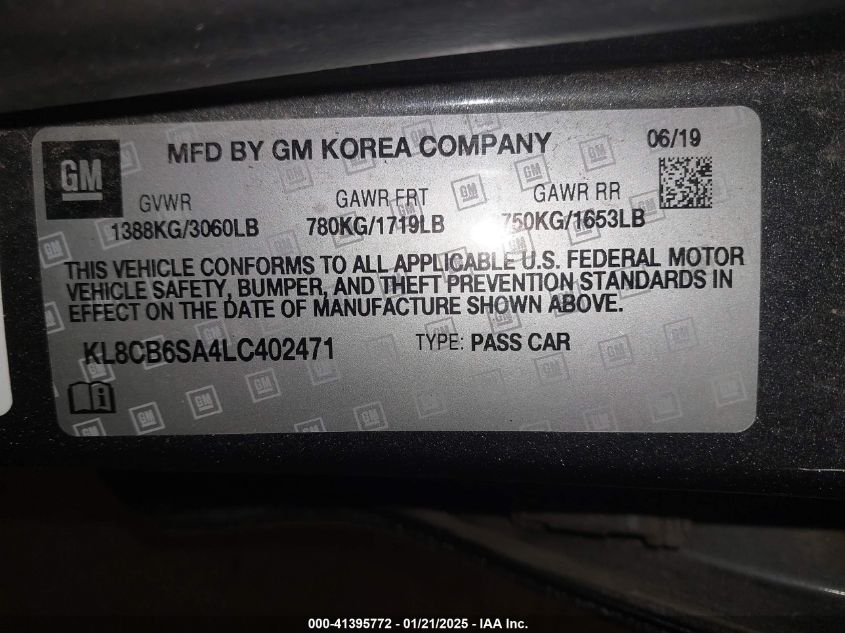 GM
MFD BY GM KOREA COMPANY
06/19
GVWR
GAWR FRT
GAWR RR
1388KG/3060LB
780KG/1719LB
750KG/1653LB
THIS VEHICLE CONFORMS TO ALL APPLICABLE U.S. FEDERAL MOTOR
VEHICLE SAFETY, BUMPER, AND THEFT PREVENTION STANDARDS IN
EFFECT ON THE DATE OF MANUFACTURE SHOWN ABOVE.
KL8CB6SA4LC402471
TYPE: PASS CAR
000-41395772 — 01/21/2025 — IAA Inc.